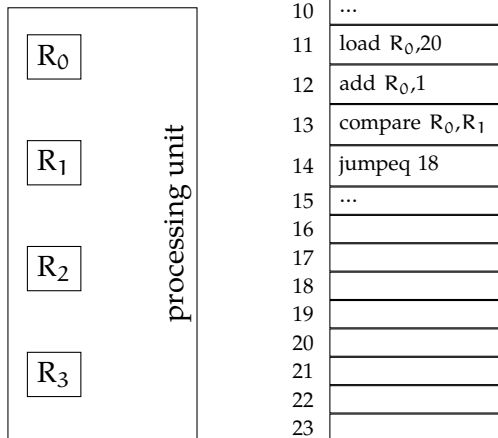 R₀
R₁
R₂
R₃
processing unit
10 ...
11 load R₀,20
12 add R₀,1
13 compare R₀,R₁
14 jumpeq 18
15 ...
16
17
18
19
20
21
22
23